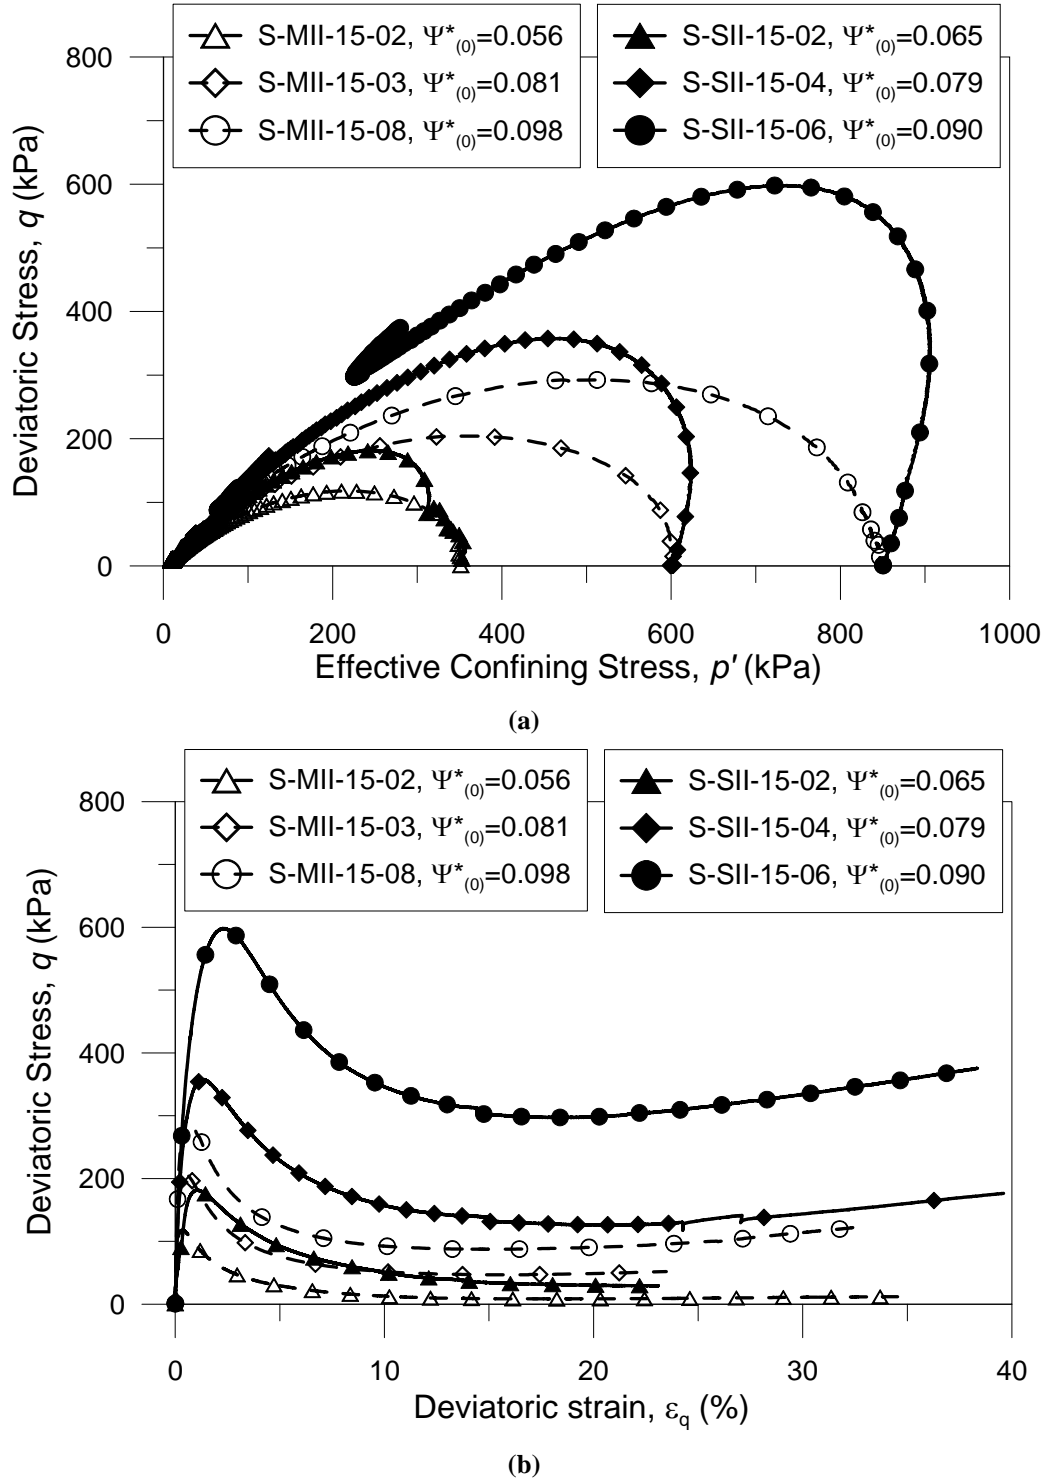 S-MII-15-02, Ψ*(0)=0.056
S-MII-15-03, Ψ*(0)=0.081
S-MII-15-08, Ψ*(0)=0.098
S-SII-15-02, Ψ*(0)=0.065
S-SII-15-04, Ψ*(0)=0.079
S-SII-15-06, Ψ*(0)=0.090
Deviatoric Stress, q (kPa)
800
600
400
200
0
0 200 400 600 800 1000
Effective Confining Stress, p' (kPa)
(a)
S-MII-15-02, Ψ*(0)=0.056
S-MII-15-03, Ψ*(0)=0.081
S-MII-15-08, Ψ*(0)=0.098
S-SII-15-02, Ψ*(0)=0.065
S-SII-15-04, Ψ*(0)=0.079
S-SII-15-06, Ψ*(0)=0.090
Deviatoric Stress, q (kPa)
800
600
400
200
0
0 10 20 30 40
Deviatoric strain, εq (%)
(b)